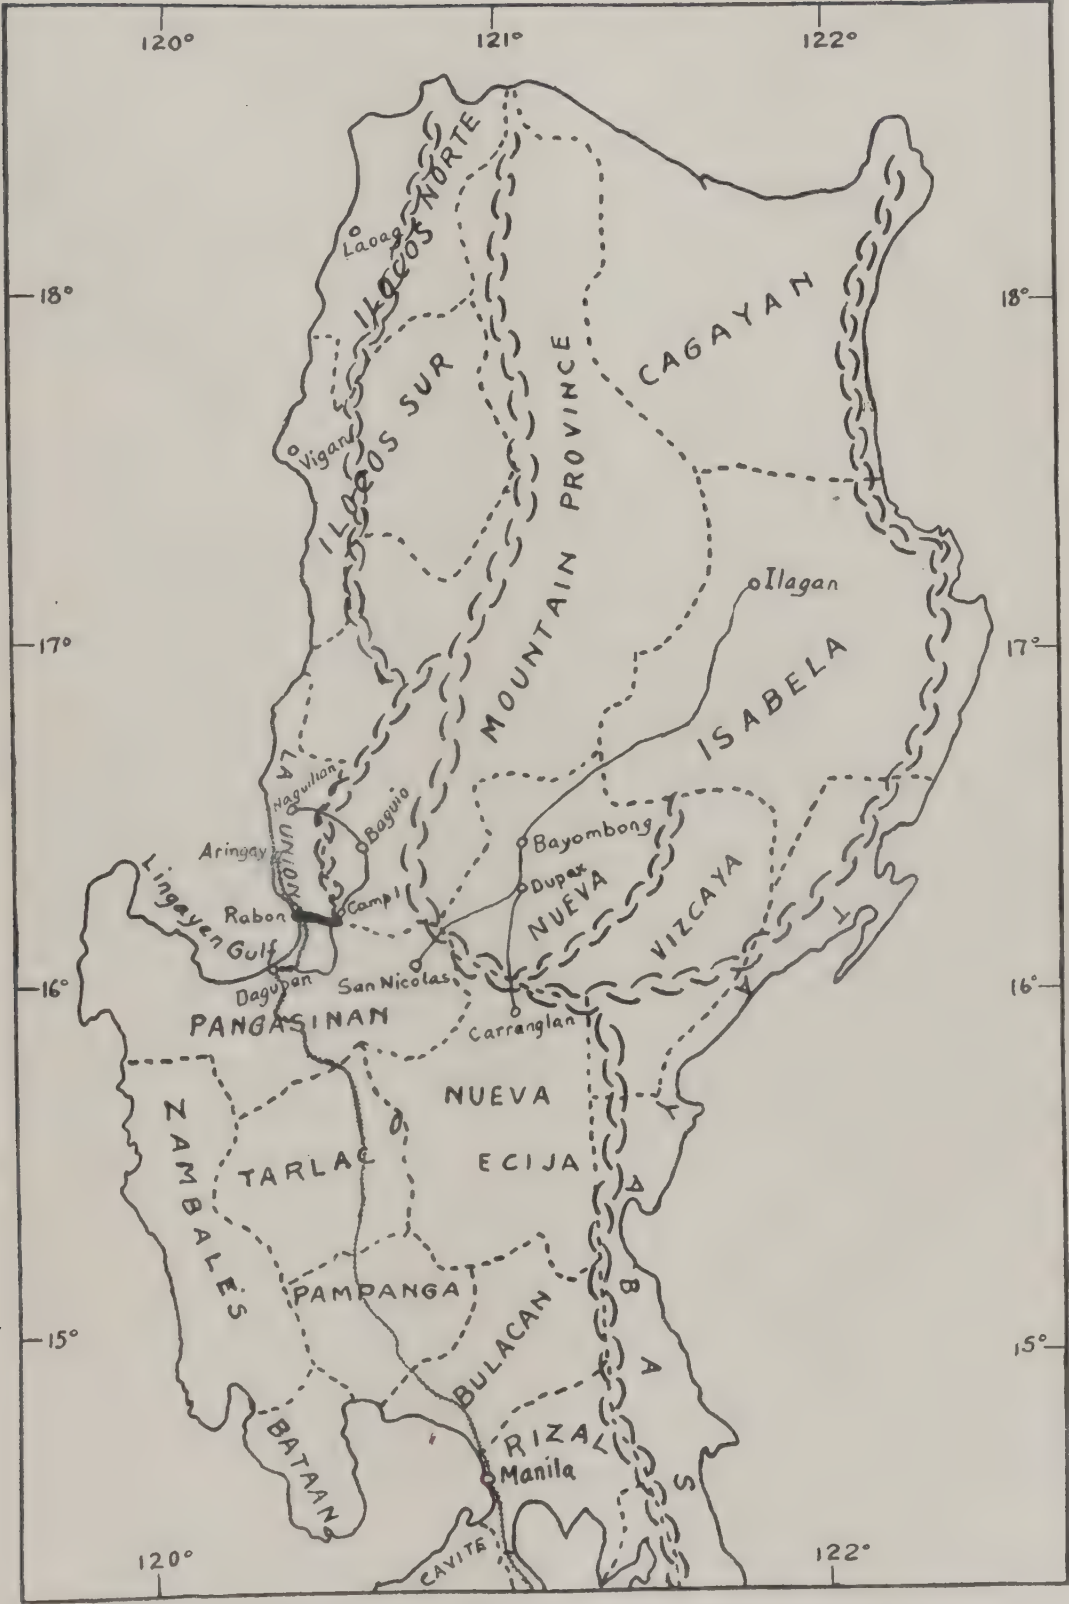 120° 121° 122°
ILOCOS NORTE
Laoag
18° 18°
CAGAYAN
ILOCOS SUR
MOUNTAIN PROVINCE
Vigan
Ilagan
17° 17°
ISABELA
LA UNION
Naguilian
Baguio
Aringay
Bayombong
Lingayen Gulf
Camp 1
Dupax
Rabon
NUEVA VIZCAYA
Dagupan
San Nicolas
16° 16°
PANGASINAN
Carranglan
TAYABAS
NUEVA
ECIJA
ZAMBALES
TARLAC
PAMPANGA
BULACAN
15° 15°
RIZAL
BATAAN
Manila
CAVITE
120° 122°